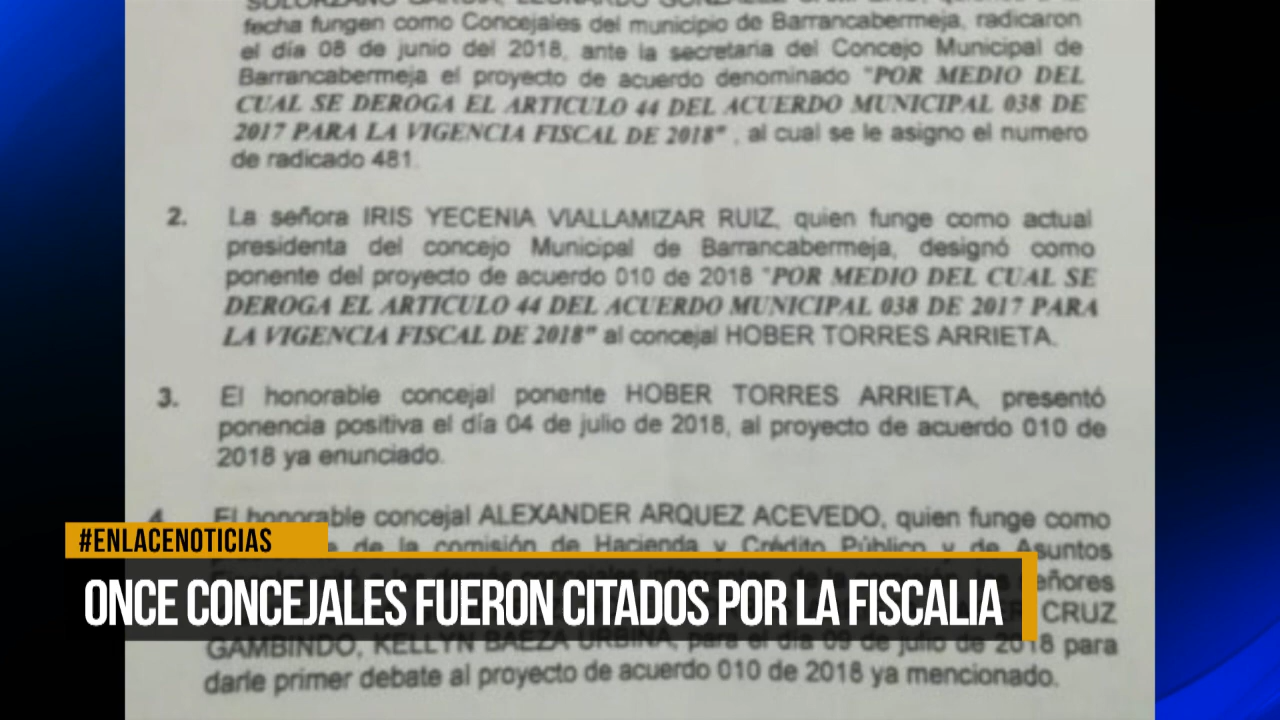 fecha fungen como Concejales del municipio de Barrancabermeja, radicaron
el día 08 de junio del 2018, ante la secretaria del Concejo Municipal de
Barrancabermeja el proyecto de acuerdo denominado "POR MEDIO DEL
CUAL SE DEROGA EL ARTICULO 44 DEL ACUERDO MUNICIPAL 038 DE
2017 PARA LA VIGENCIA FISCAL DE 2018" , al cual se le asigno el numero
de radicado 481.
2. La señora IRIS YECENIA VIALLAMIZAR RUIZ, quien funge como actual
presidenta del concejo Municipal de Barrancabermeja, designó como
ponente del proyecto de acuerdo 010 de 2018 "POR MEDIO DEL CUAL SE
DEROGA EL ARTICULO 44 DEL ACUERDO MUNICIPAL 038 DE 2017 PARA
LA VIGENCIA FISCAL DE 2018" al concejal HOBER TORRES ARRIETA.
3. El honorable concejal ponente HOBER TORRES ARRIETA, presentó
ponencia positiva el día 04 de julio de 2018, al proyecto de acuerdo 010 de
2018 ya enunciado.
4. El honorable concejal ALEXANDER ARQUEZ ACEVEDO, quien funge como
de la comisión de Hacienda y Crédito Público y de Asuntos
señores
CRUZ
GAMBINDO, KELLYN BAEZA URBINA, para el día 09 de julio de 2018 para
darle primer debate al proyecto de acuerdo 010 de 2018 ya mencionado.
#ENLACENOTICIAS
ONCE CONCEJALES FUERON CITADOS POR LA FISCALIA